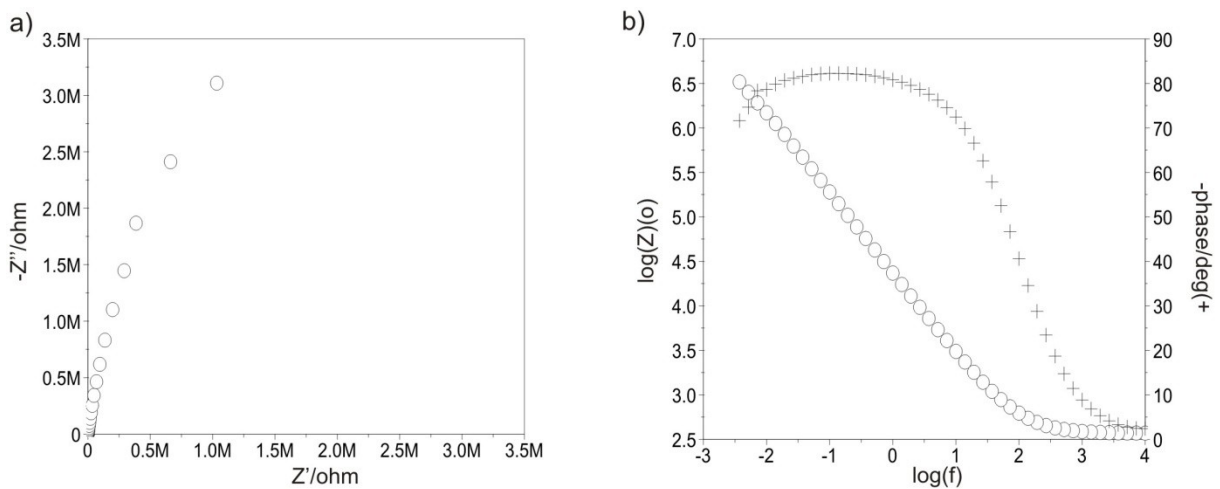 a)
3.5M
3.0M
2.5M
2.0M
1.5M
1.0M
0.5M
0
-Z''/ohm
0 0.5M 1.0M 1.5M 2.0M 2.5M 3.0M 3.5M
Z'/ohm
b)
7.0
6.5
6.0
5.5
5.0
4.5
4.0
3.5
3.0
2.5
log(Z)(o)
90
80
70
60
50
40
30
20
10
0
-phase/deg(+
-3 -2 -1 0 1 2 3 4
log(f)